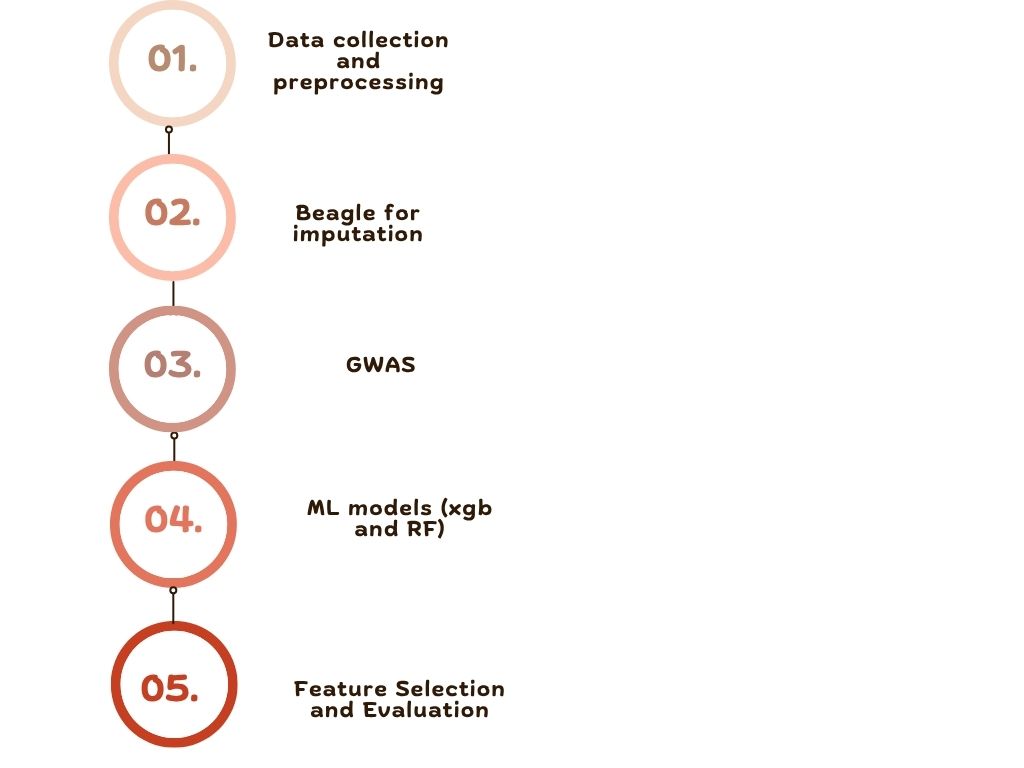 01.
Data collection
and
preprocessing
02.
Beagle for
imputation
03.
GWAS
04.
ML models (xgb
and RF)
05.
Feature Selection
and Evaluation